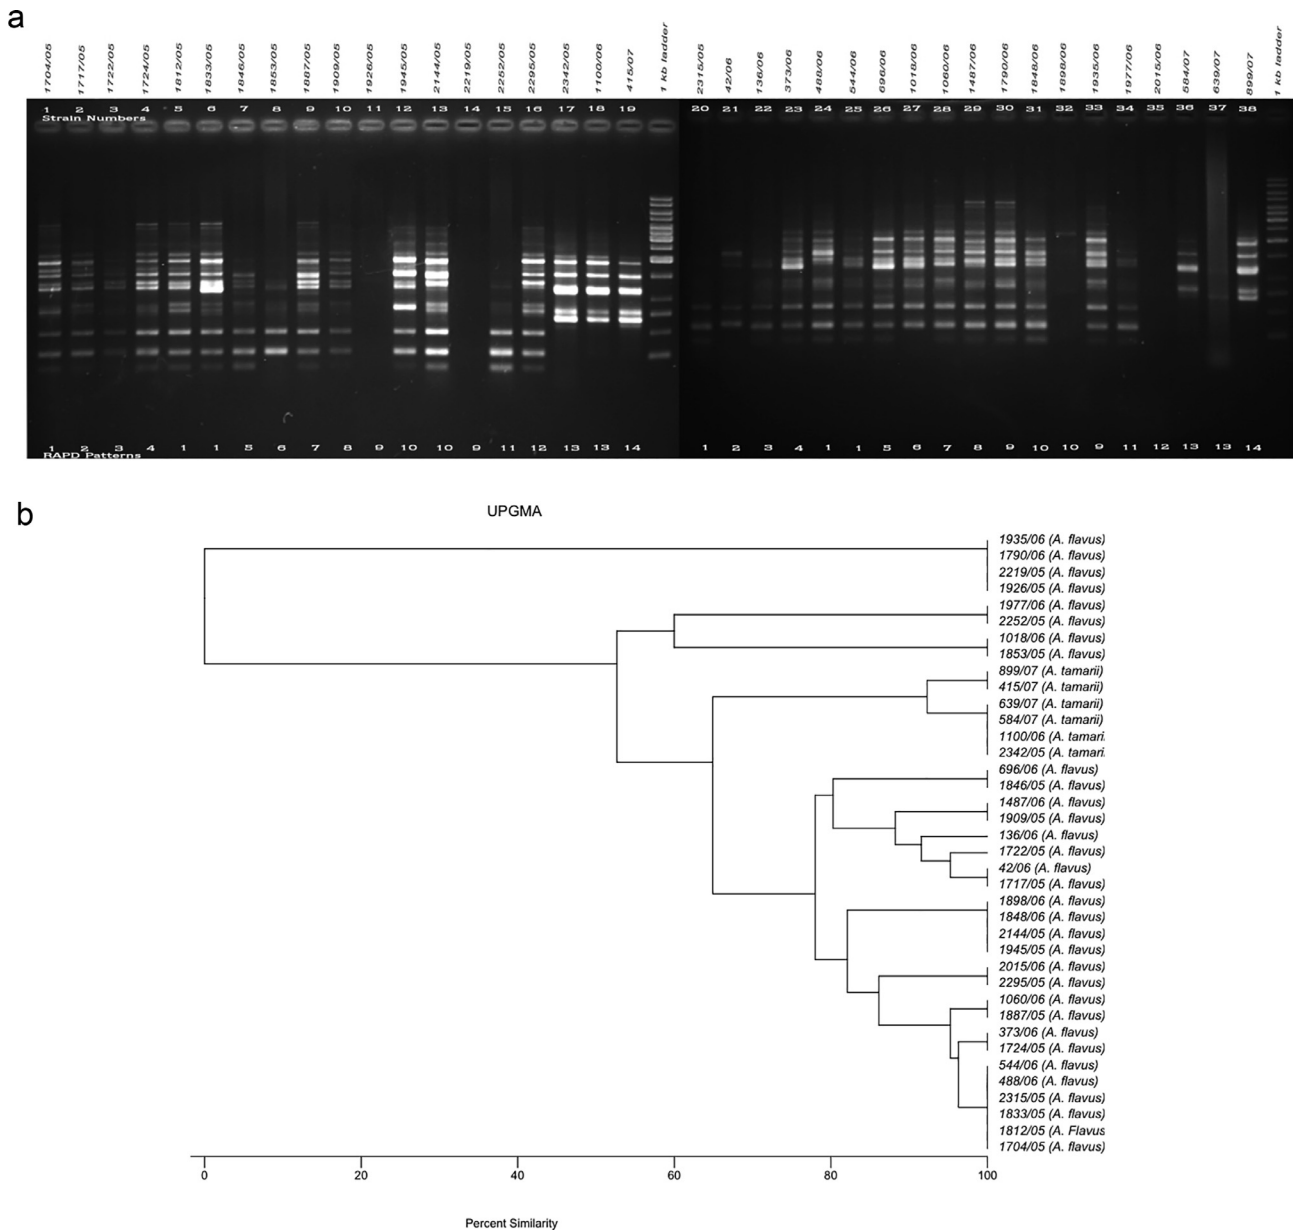 a
1704/05 1717/05 1722/05 1724/05 1812/05 1833/05 1846/05 1853/05 1887/05 1909/05 1926/05 1945/05 2144/05 2219/05 2252/05 2295/05 2342/05 1100/06 415/07 1 kb ladder 2315/05 42/06 136/06 373/06 488/06 544/06 696/06 1018/06 1060/06 1487/06 1790/06 1848/06 1898/06 1935/06 1977/06 2015/06 584/07 639/07 899/07 1 kb ladder
1 2 3 4 5 6 7 8 9 10 11 12 13 14 15 16 17 18 19 20 21 22 23 24 25 26 27 28 29 30 31 32 33 34 35 36 37 38
Strain Numbers
1 2 3 4 1 1 5 6 7 8 9 10 10 9 11 12 13 13 14 1 2 3 4 1 1 5 6 7 8 9 10 10 9 11 12 13 13 14
RAPD Patterns
b
UPGMA
1935/06 (A. flavus)
1790/06 (A. flavus)
2219/05 (A. flavus)
1926/05 (A. flavus)
1977/06 (A. flavus)
2252/05 (A. flavus)
1018/06 (A. flavus)
1853/05 (A. flavus)
899/07 (A. tamarii)
415/07 (A. tamarii)
639/07 (A. tamarii)
584/07 (A. tamarii)
1100/06 (A. tamari
2342/05 (A. tamari
696/06 (A. flavus)
1846/05 (A. flavus)
1487/06 (A. flavus)
1909/05 (A. flavus)
136/06 (A. flavus)
1722/05 (A. flavus)
42/06 (A. flavus)
1717/05 (A. flavus)
1898/06 (A. flavus)
1848/06 (A. flavus)
2144/05 (A. flavus)
1945/05 (A. flavus)
2015/06 (A. flavus)
2295/05 (A. flavus)
1060/06 (A. flavus)
1887/05 (A. flavus)
373/06 (A. flavus)
1724/05 (A. flavus)
544/06 (A. flavus)
488/06 (A. flavus)
2315/05 (A. flavus)
1833/05 (A. flavus)
1812/05 (A. Flavus
1704/05 (A. flavus)
0 20 40 60 80 100
Percent Similarity